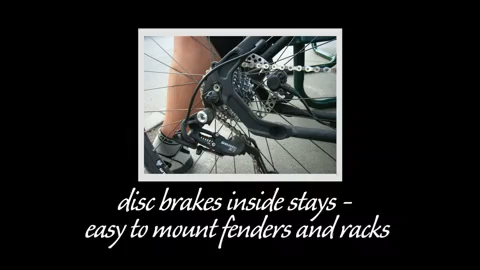 disc brakes inside stays -
easy to mount fenders and racks